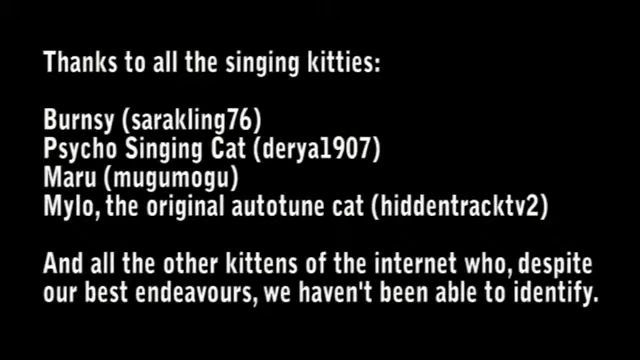 Thanks to all the singing kitties:
Burnsy (sarakling76)
Psycho Singing Cat (derya1907)
Maru (mugumogu)
Mylo, the original autotune cat (hiddentracktv2)
And all the other kittens of the internet who, despite
our best endeavours, we haven't been able to identify.